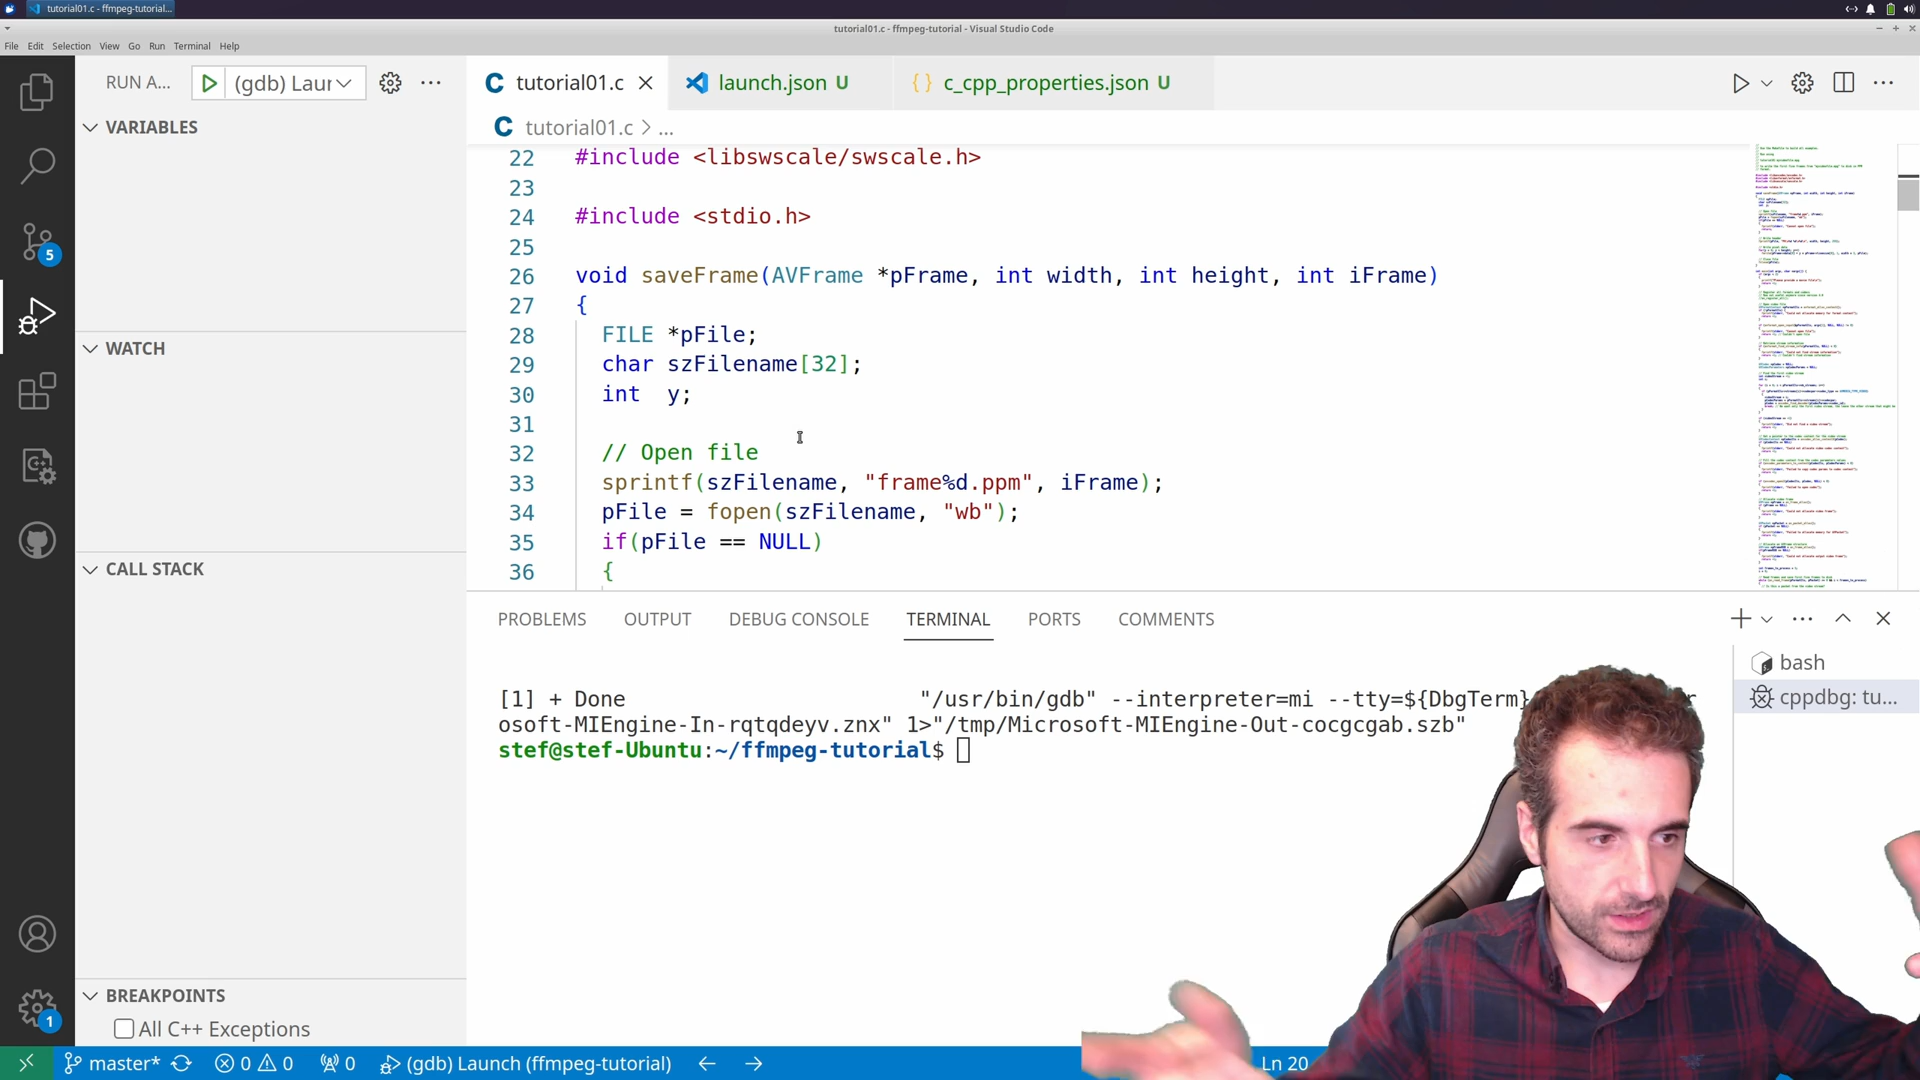 tutorial01.c - ffmpeg-tutorial...
tutorial01.c - ffmpeg-tutorial - Visual Studio Code
File Edit Selection View Go Run Terminal Help
RUN A... (gdb) Laur
tutorial01.c launch.json U {} c_cpp_properties.json U
tutorial01.c > ...
VARIABLES
WATCH
CALL STACK
BREAKPOINTS
All C++ Exceptions
22 #include <libswscale/swscale.h>
23
24 #include <stdio.h>
25
26 void saveFrame(AVFrame *pFrame, int width, int height, int iFrame)
27 {
28 FILE *pFile;
29 char szFilename[32];
30 int y;
31
32 // Open file
33 sprintf(szFilename, "frame%d.ppm", iFrame);
34 pFile = fopen(szFilename, "wb");
35 if(pFile == NULL)
36 {
PROBLEMS OUTPUT DEBUG CONSOLE TERMINAL PORTS COMMENTS
[1] + Done "/usr/bin/gdb" --interpreter=mi --tty=${DbgTerm}
osoft-MIEngine-In-rqtqdeyv.znx" 1>"/tmp/Microsoft-MIEngine-Out-cocgcgab.szb"
stef@stef-Ubuntu:~/ffmpeg-tutorial$
bash
cppdbg: tu...
5
1
master* 0 0 0 (gdb) Launch (ffmpeg-tutorial) Ln 20